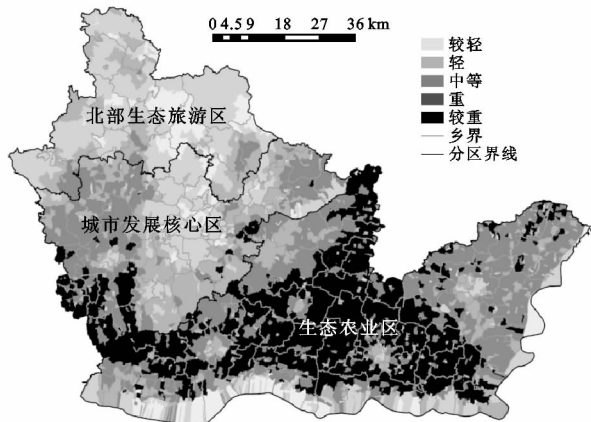 0 4.5 9 18 27 36 km
较轻
轻
中等
重
较重
乡界
分区界线
北部生态旅游区
城市发展核心区
生态农业区